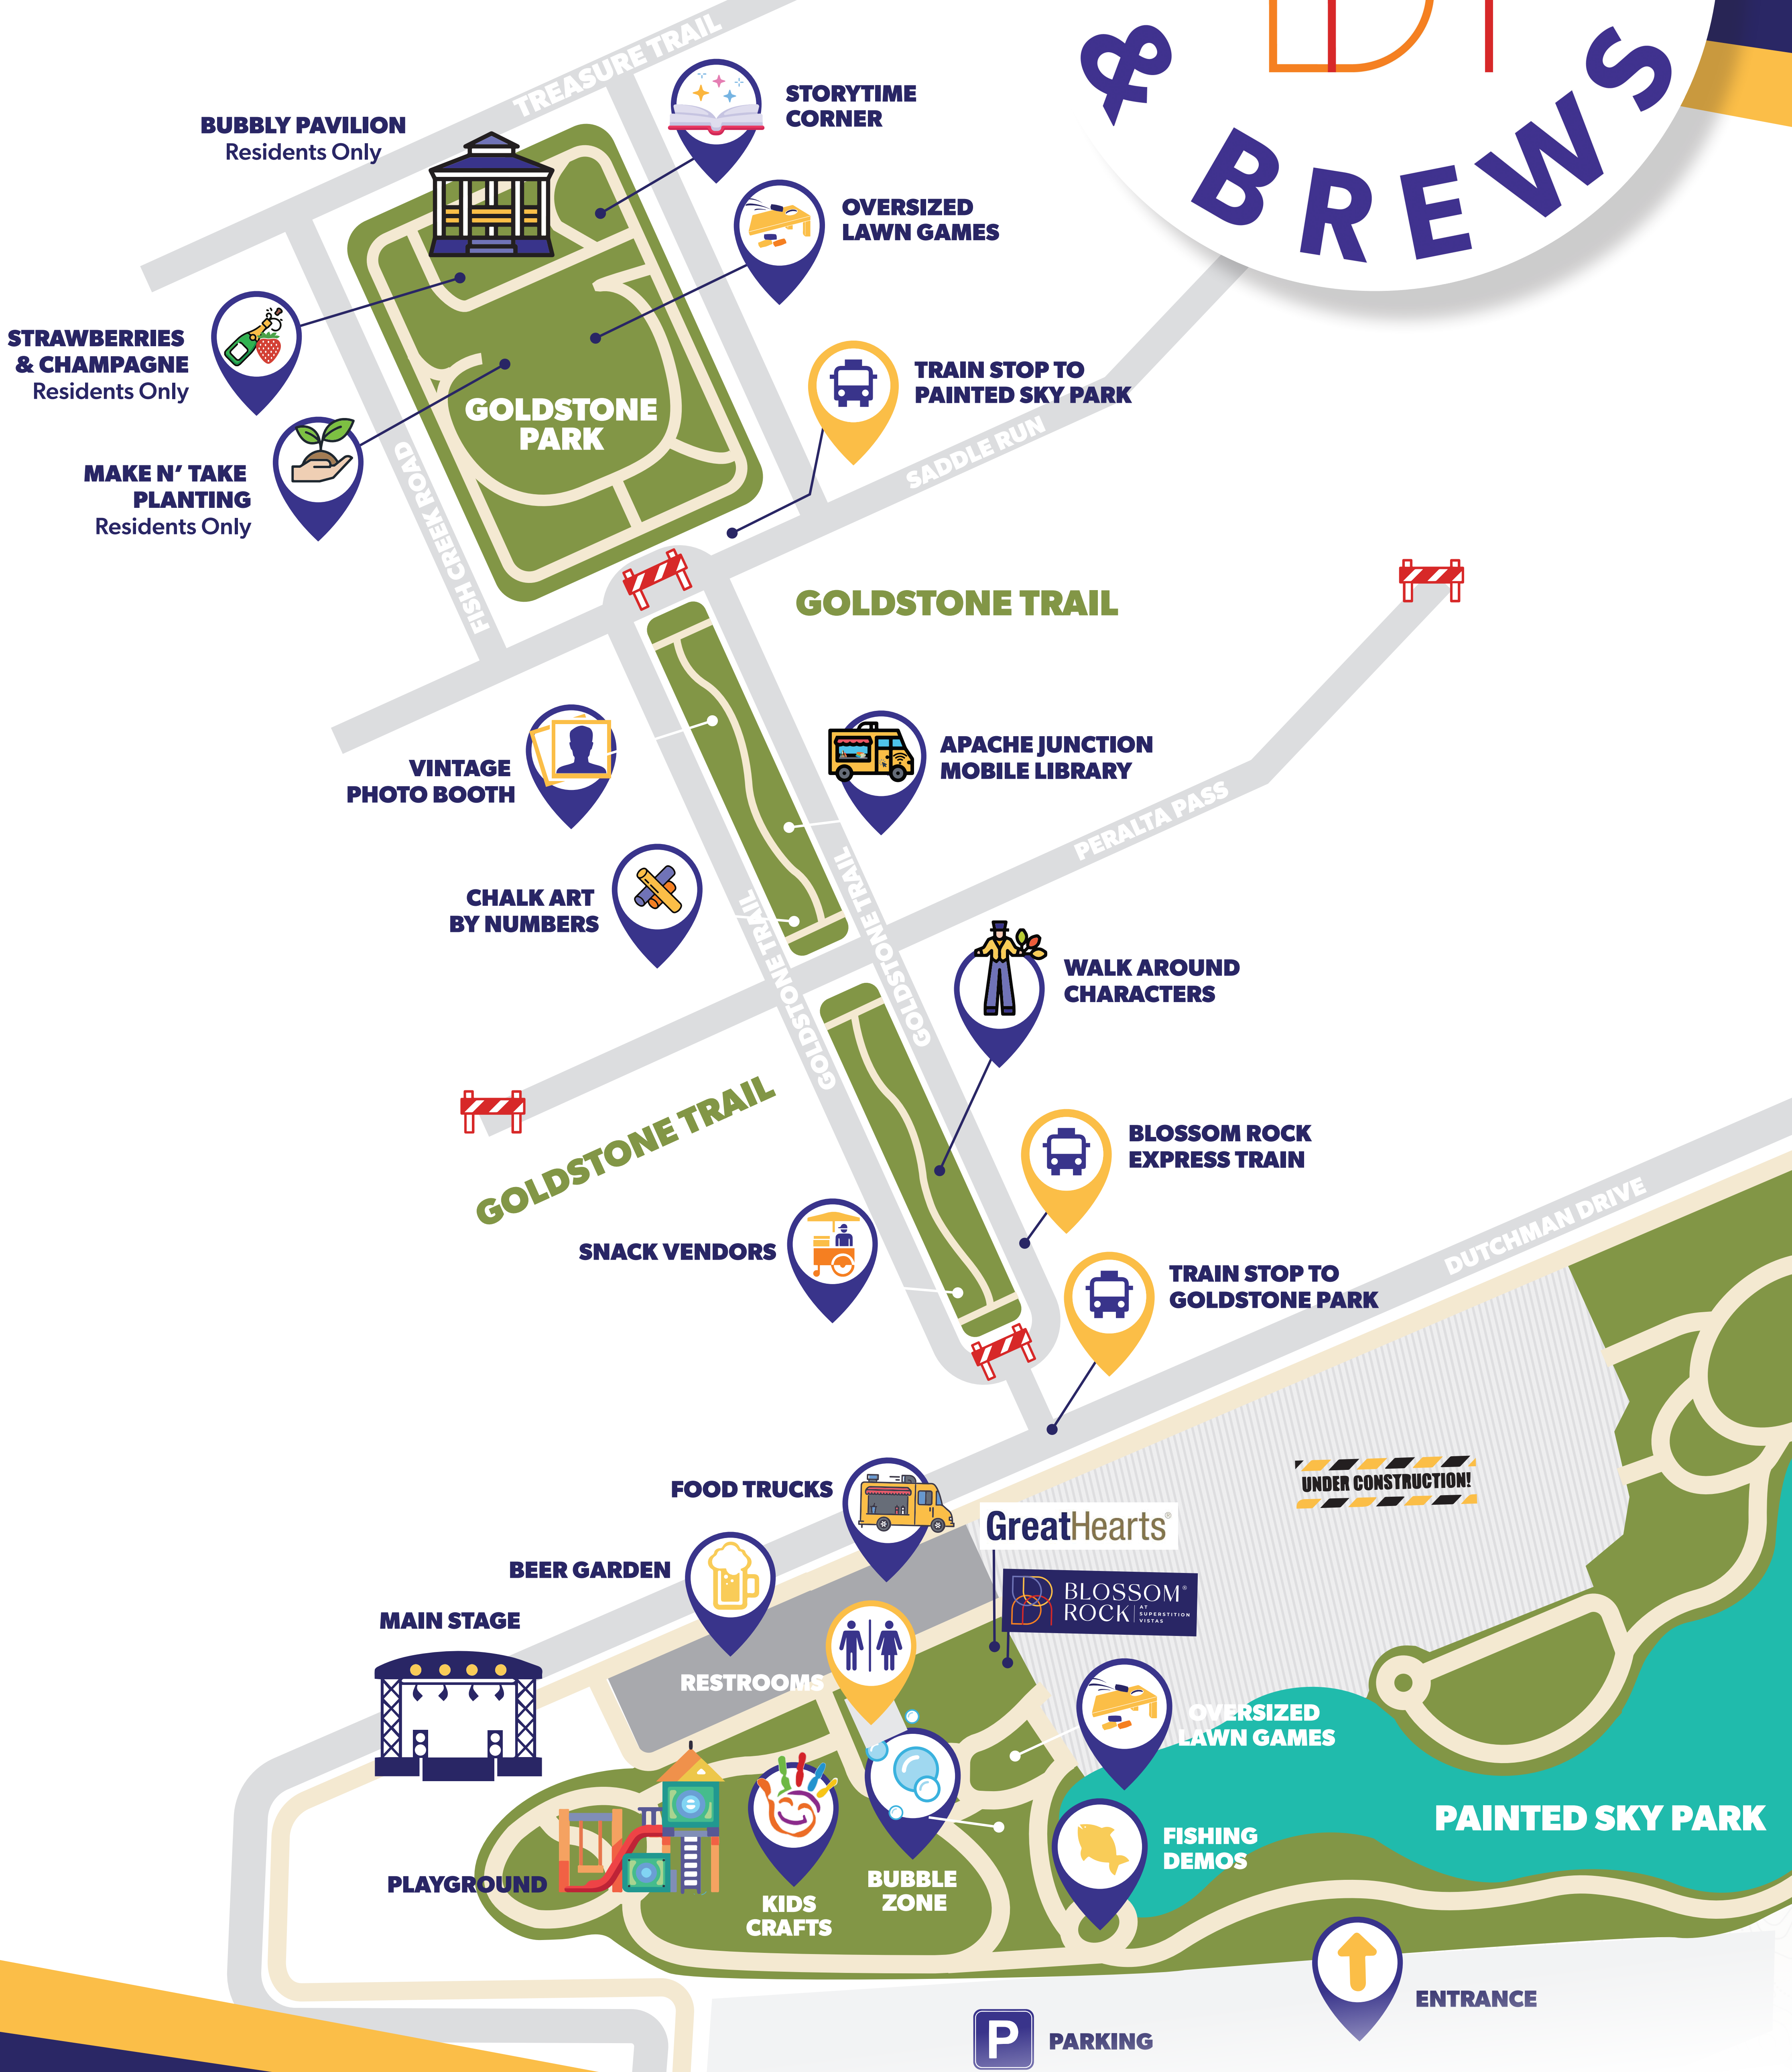 &
BREWS
TREASURE TRAIL
STORYTIME
CORNER
BUBBLY PAVILION
Residents Only
OVERSIZED
LAWN GAMES
STRAWBERRIES
& CHAMPAGNE
Residents Only
TRAIN STOP TO
PAINTED SKY PARK
GOLDSTONE
PARK
SADDLE RUN
MAKE N' TAKE
PLANTING
Residents Only
FISH CREEK ROAD
GOLDSTONE TRAIL
VINTAGE
PHOTO BOOTH
APACHE JUNCTION
MOBILE LIBRARY
PERALTA PASS
CHALK ART
BY NUMBERS
GOLDSTONE TRAIL
GOLDSTONE TRAIL
WALK AROUND
CHARACTERS
GOLDSTONE TRAIL
BLOSSOM ROCK
EXPRESS TRAIN
DUTCHMAN DRIVE
SNACK VENDORS
TRAIN STOP TO
GOLDSTONE PARK
UNDER CONSTRUCTION!
FOOD TRUCKS
GreatHearts®
BEER GARDEN
BLOSSOM®
ROCK
AT
SUPERSTITION
VISTAS
MAIN STAGE
RESTROOMS
OVERSIZED
LAWN GAMES
PAINTED SKY PARK
FISHING
DEMOS
PLAYGROUND
BUBBLE
ZONE
KIDS
CRAFTS
ENTRANCE
P PARKING